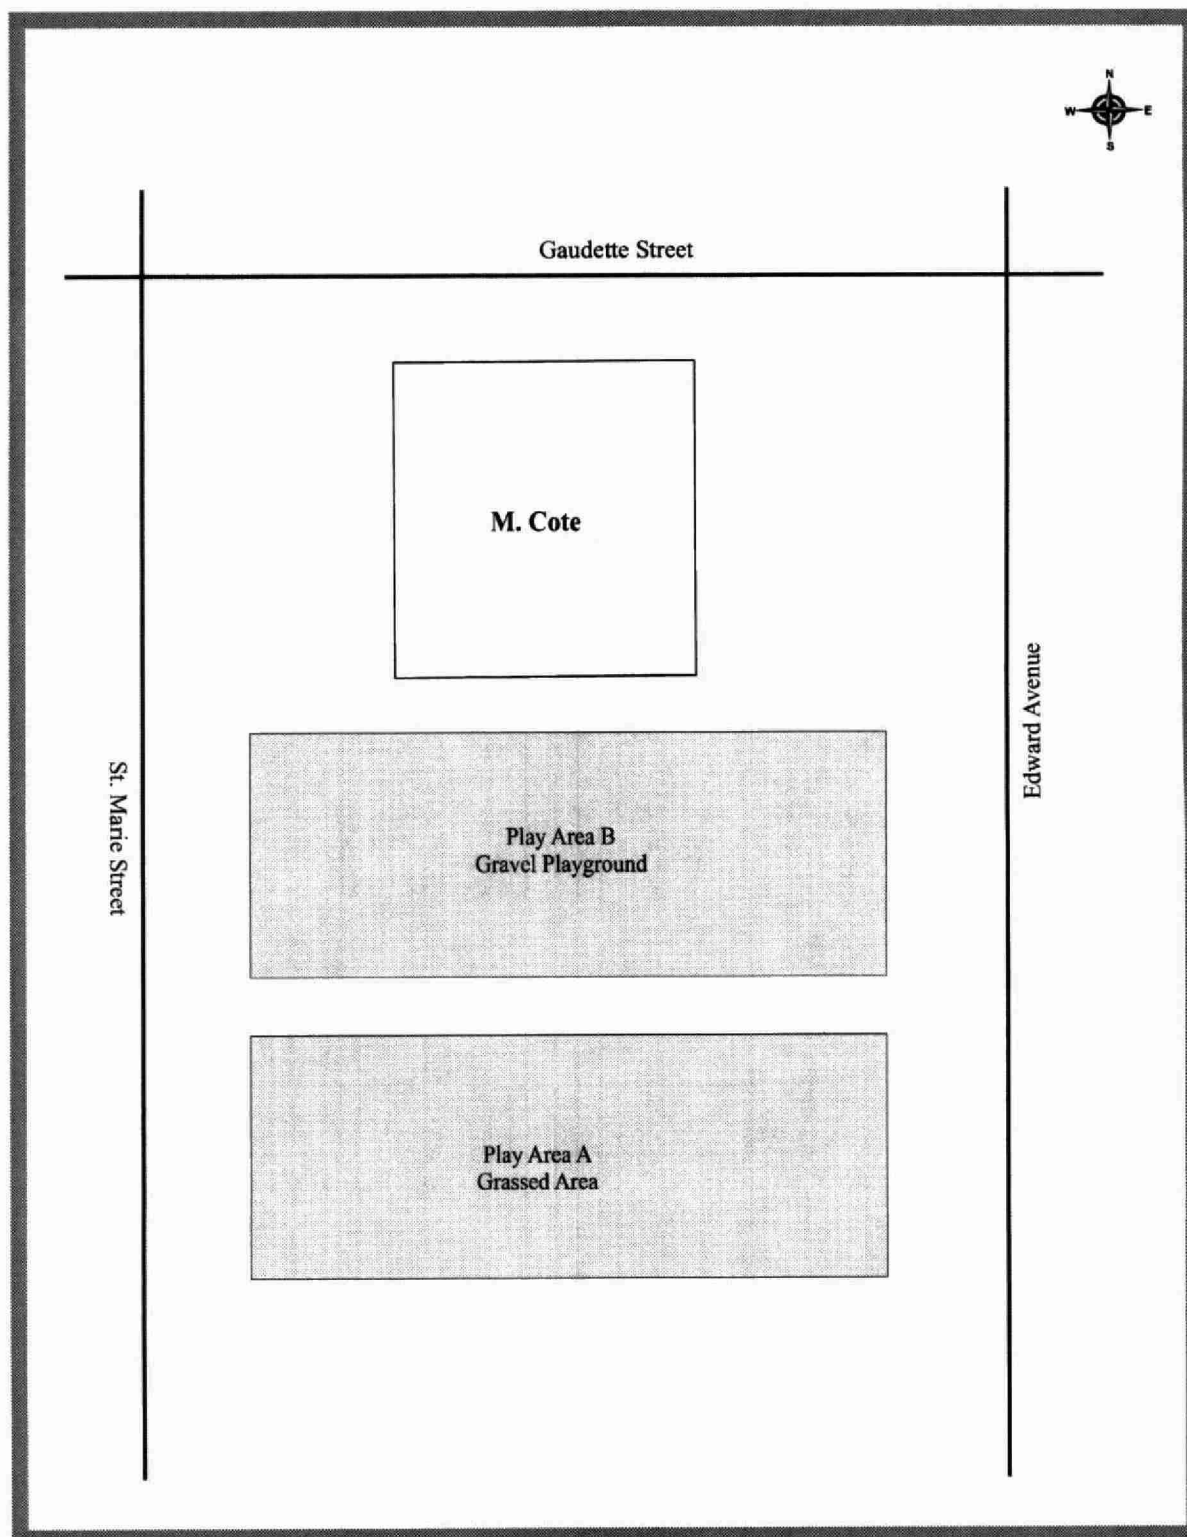 N
W E
S
Gaudette Street
M. Cote
Edward Avenue
St. Marie Street
Play Area B
Gravel Playground
Play Area A
Grassed Area